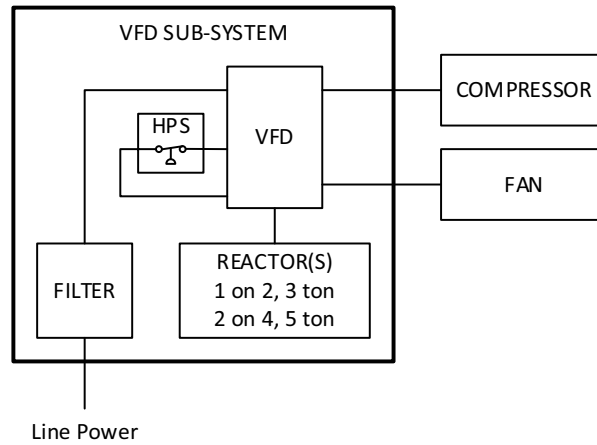 VFD SUB-SYSTEM
HPS
VFD
COMPRESSOR
FAN
FILTER
REACTOR(S)
1 on 2, 3 ton
2 on 4, 5 ton
Line Power